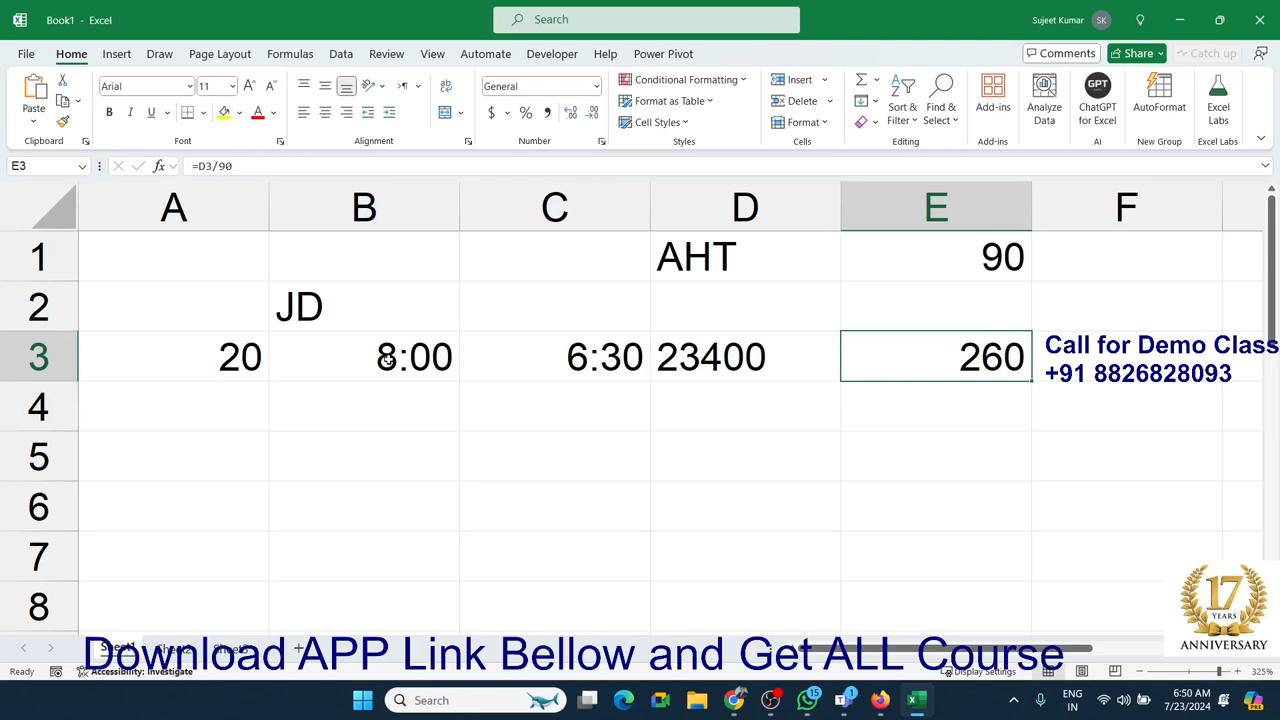 Book1 - Excel
Search
Sujeet Kumar
SK
File Home Insert Draw Page Layout Formulas Data Review View Automate Developer Help Power Pivot
Comments Share Catch up
Paste
Arial 11
General
Conditional Formatting
Format as Table
Cell Styles
Insert
Delete
Format
Sort & Filter
Find & Select
Add-ins
Analyze Data
ChatGPT for Excel
AutoFormat
Excel Labs
Clipboard Font Alignment Number Styles Cells Editing Add-ins AI New Group Excel Labs
E3 fx =D3/90
A B C D E F
1 AHT 90
2 JD
3 20 8:00 6:30 23400 260
Call for Demo Class
+91 8826828093
4
5
6
7
8
17
YEARS
ANNIVERSARY
Sheet1
Download APP Link Bellow and Get ALL Course
Ready Accessibility: Investigate Display Settings 325%
Search
15
1
ENG
IN
6:50 AM
7/23/2024